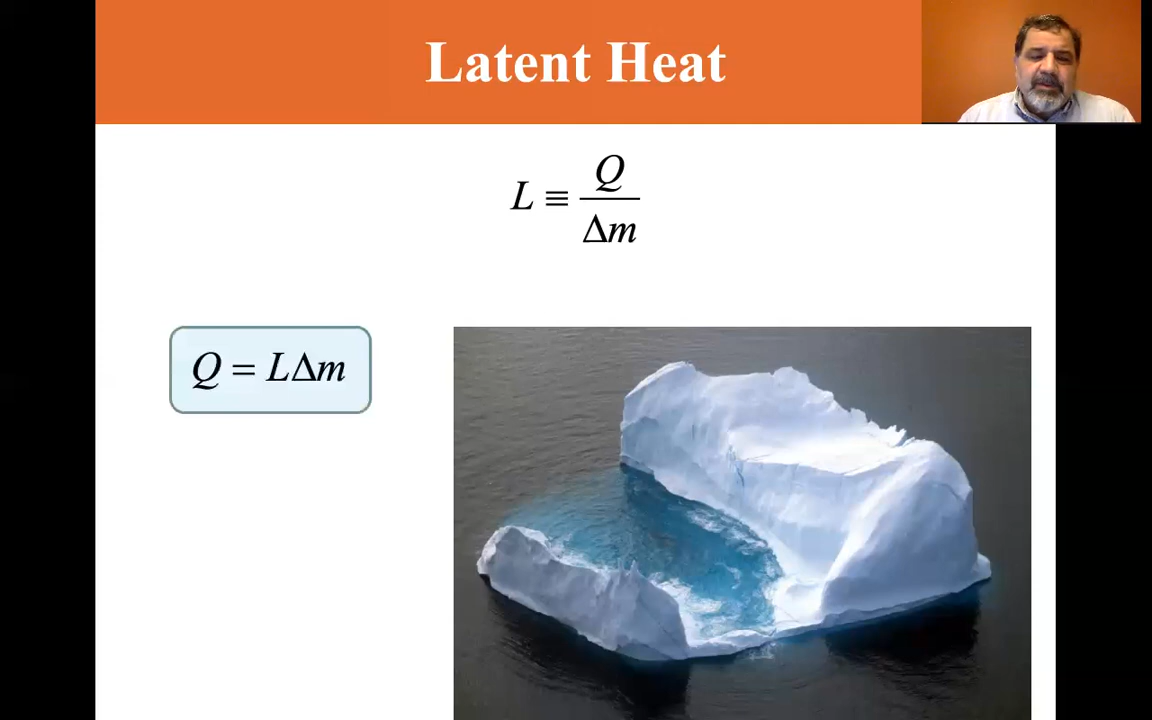 Latent Heat
L ≡ Q/Δm
Q = LΔm